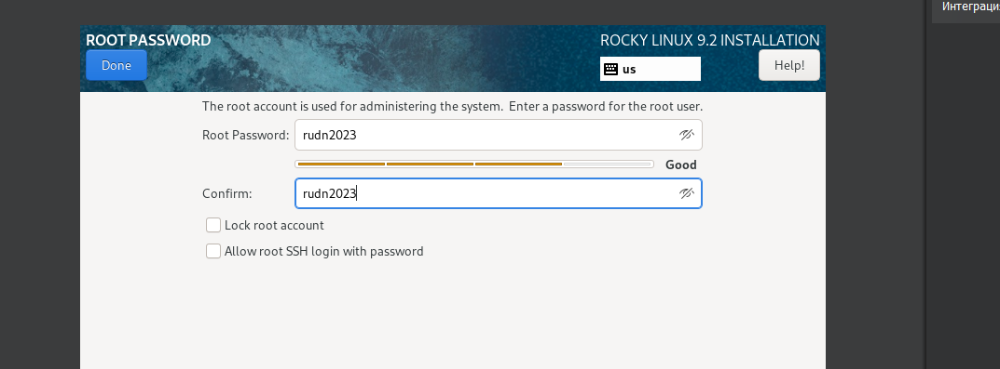 Интеграци
ROOT PASSWORD
ROCKY LINUX 9.2 INSTALLATION
Done
us
Help!
The root account is used for administering the system. Enter a password for the root user.
Root Password: rudn2023
Good
Confirm: rudn2023
Lock root account
Allow root SSH login with password